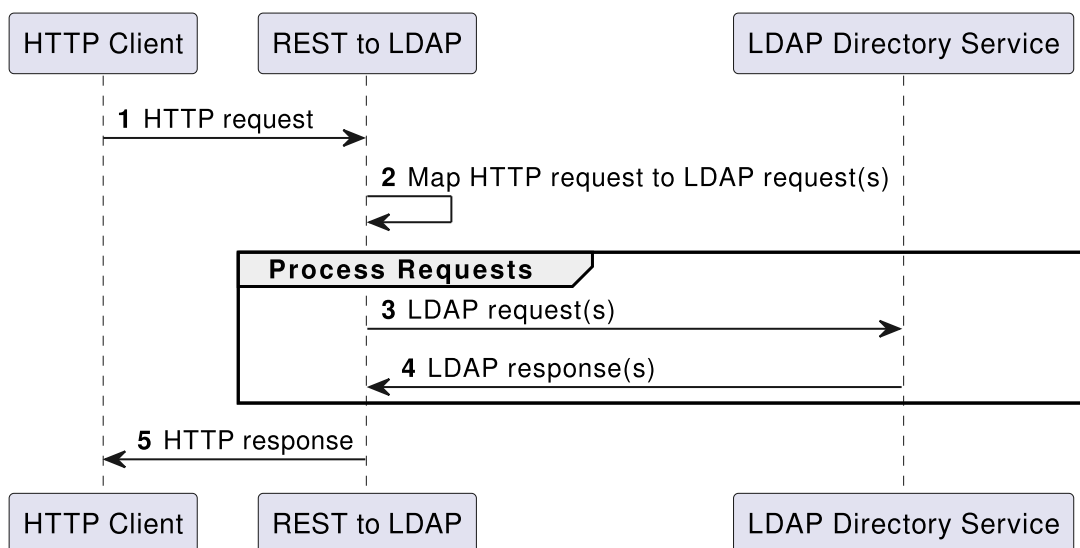 HTTP Client
REST to LDAP
LDAP Directory Service
1 HTTP request
2 Map HTTP request to LDAP request(s)
Process Requests
3 LDAP request(s)
4 LDAP response(s)
5 HTTP response
HTTP Client
REST to LDAP
LDAP Directory Service